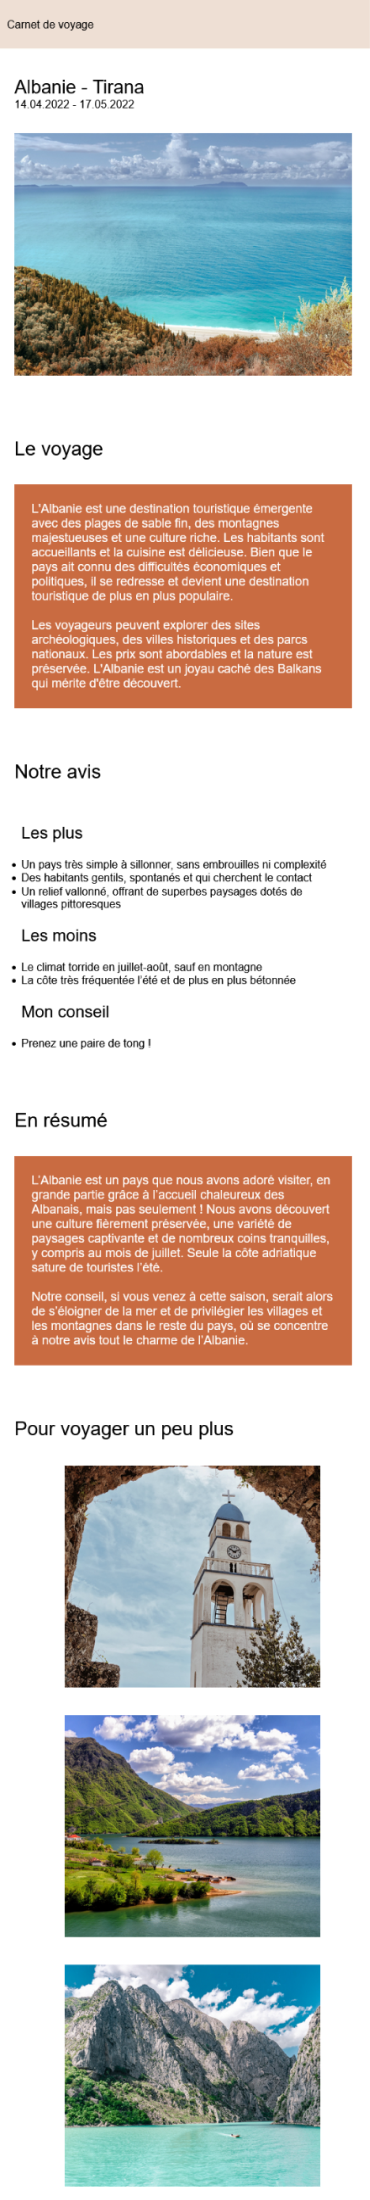 Carnet de voyage
Albanie - Tirana
14.04.2022 - 17.05.2022
Le voyage
L'Albanie est une destination touristique émergente
avec des plages de sable fin, des montagnes
majestueuses et une culture riche. Les habitants sont
accueillants et la cuisine est délicieuse. Bien que le
pays ait connu des difficultés économiques et
politiques, il se redresse et devient une destination
touristique de plus en plus populaire.
Les voyageurs peuvent explorer des sites
archéologiques, des villes historiques et des parcs
nationaux. Les prix sont abordables et la nature est
préservée. L'Albanie est un joyau caché des Balkans
qui mérite d'être découvert.
Notre avis
Les plus
• Un pays très simple à sillonner, sans embrouilles ni complexité
• Des habitants gentils, spontanés et qui cherchent le contact
• Un relief vallonné, offrant de superbes paysages dotés de
villages pittoresques
Les moins
• Le climat torride en juillet-août, sauf en montagne
• La côte très fréquentée l'été et de plus en plus bétonnée
Mon conseil
• Prenez une paire de tong !
En résumé
L'Albanie est un pays que nous avons adoré visiter, en
grande partie grâce à l'accueil chaleureux des
Albanais, mais pas seulement ! Nous avons découvert
une culture fièrement préservée, une variété de
paysages captivante et de nombreux coins tranquilles,
y compris au mois de juillet. Seule la côte adriatique
sature de touristes l'été.
Notre conseil, si vous venez à cette saison, serait alors
de s'éloigner de la mer et de privilégier les villages et
les montagnes dans le reste du pays, où se concentre
à notre avis tout le charme de l'Albanie.
Pour voyager un peu plus